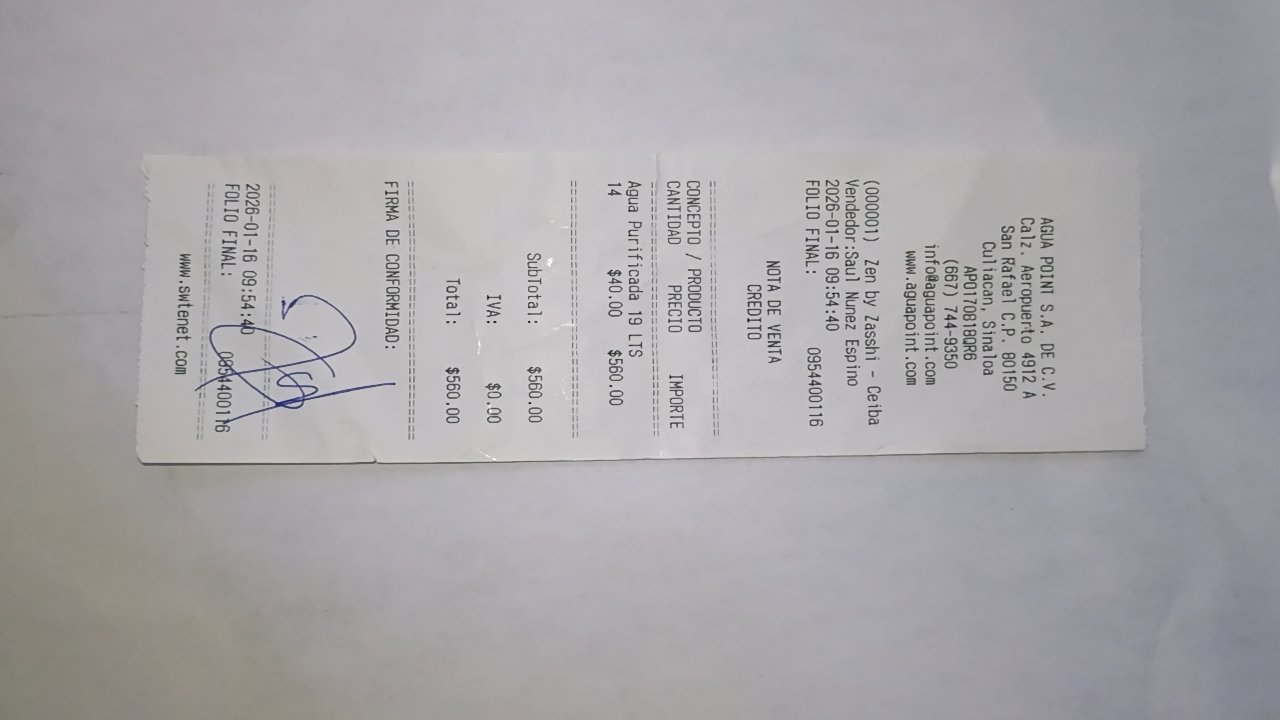 AGUA POINT S.A. DE C.V.
Calz. Aeropuerto 4912 A
San Rafael C.P. 80150
Culiacan, Sinaloa
APO170618QR6
(667) 744-9350
info@aguapoint.com
www.aguapoint.com
(000001) Zen by Zasshi - Ceiba
Vendedor:Saul Nunez Espino
2026-01-16 09:54:40
FOLIO FINAL: 0954400116
NOTA DE VENTA
CREDITO
==============================
CONCEPTO / PRODUCTO
CANTIDAD PRECIO IMPORTE
==============================
Agua Purificada 19 LTS
14 $40.00 $560.00
==============================
SubTotal: $560.00
IVA: $0.00
Total: $560.00
==============================
FIRMA DE CONFORMIDAD:
==============================
2026-01-16 09:54:40
FOLIO FINAL: 0954400116
==============================
www.swtenet.com